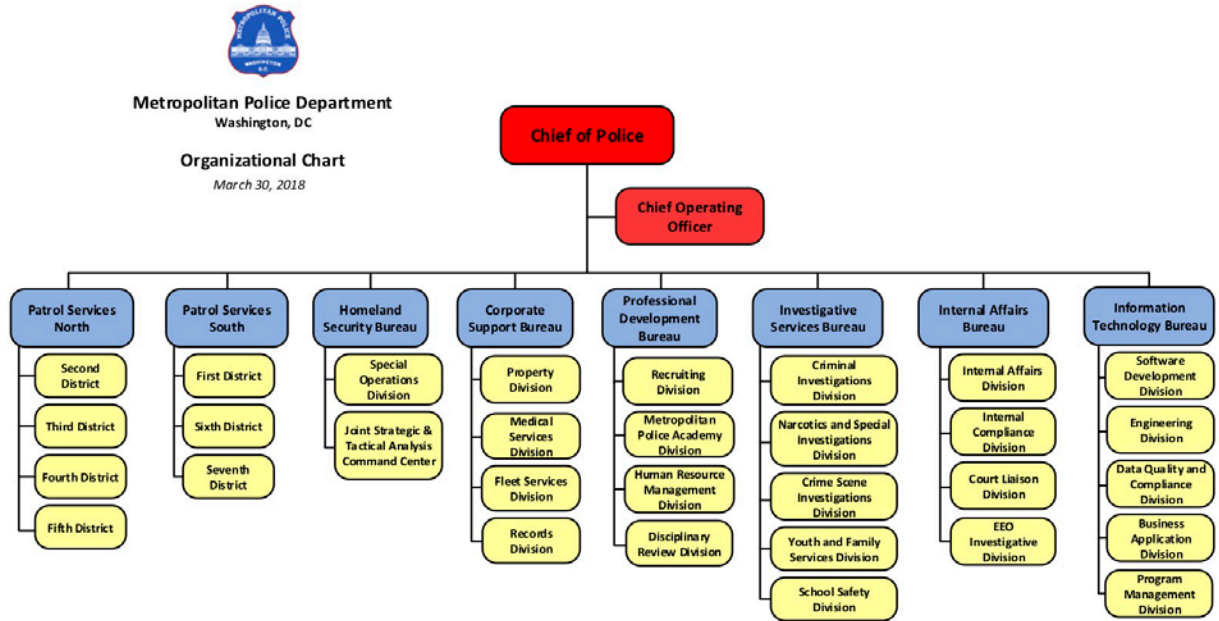 METROPOLITAN POLICE
WASHINGTON
D.C.
Metropolitan Police Department
Washington, DC
Organizational Chart
March 30, 2018
Chief of Police
Chief Operating
Officer
Patrol Services
North
Second
District
Third District
Fourth District
Fifth District
Patrol Services
South
First District
Sixth District
Seventh
District
Homeland
Security Bureau
Special
Operations
Division
Joint Strategic &
Tactical Analysis
Command Center
Corporate
Support Bureau
Property
Division
Medical
Services
Division
Fleet Services
Division
Records
Division
Professional
Development
Bureau
Recruiting
Division
Metropolitan
Police Academy
Division
Human Resource
Management
Division
Disciplinary
Review Division
Investigative
Services Bureau
Criminal
Investigations
Division
Narcotics and Special
Investigations
Division
Crime Scene
Investigations
Division
Youth and Family
Services Division
School Safety
Division
Internal Affairs
Bureau
Internal Affairs
Division
Internal
Compliance
Division
Court Liaison
Division
EEO
Investigative
Division
Information
Technology Bureau
Software
Development
Division
Engineering
Division
Data Quality and
Compliance
Division
Business
Application
Division
Program
Management
Division